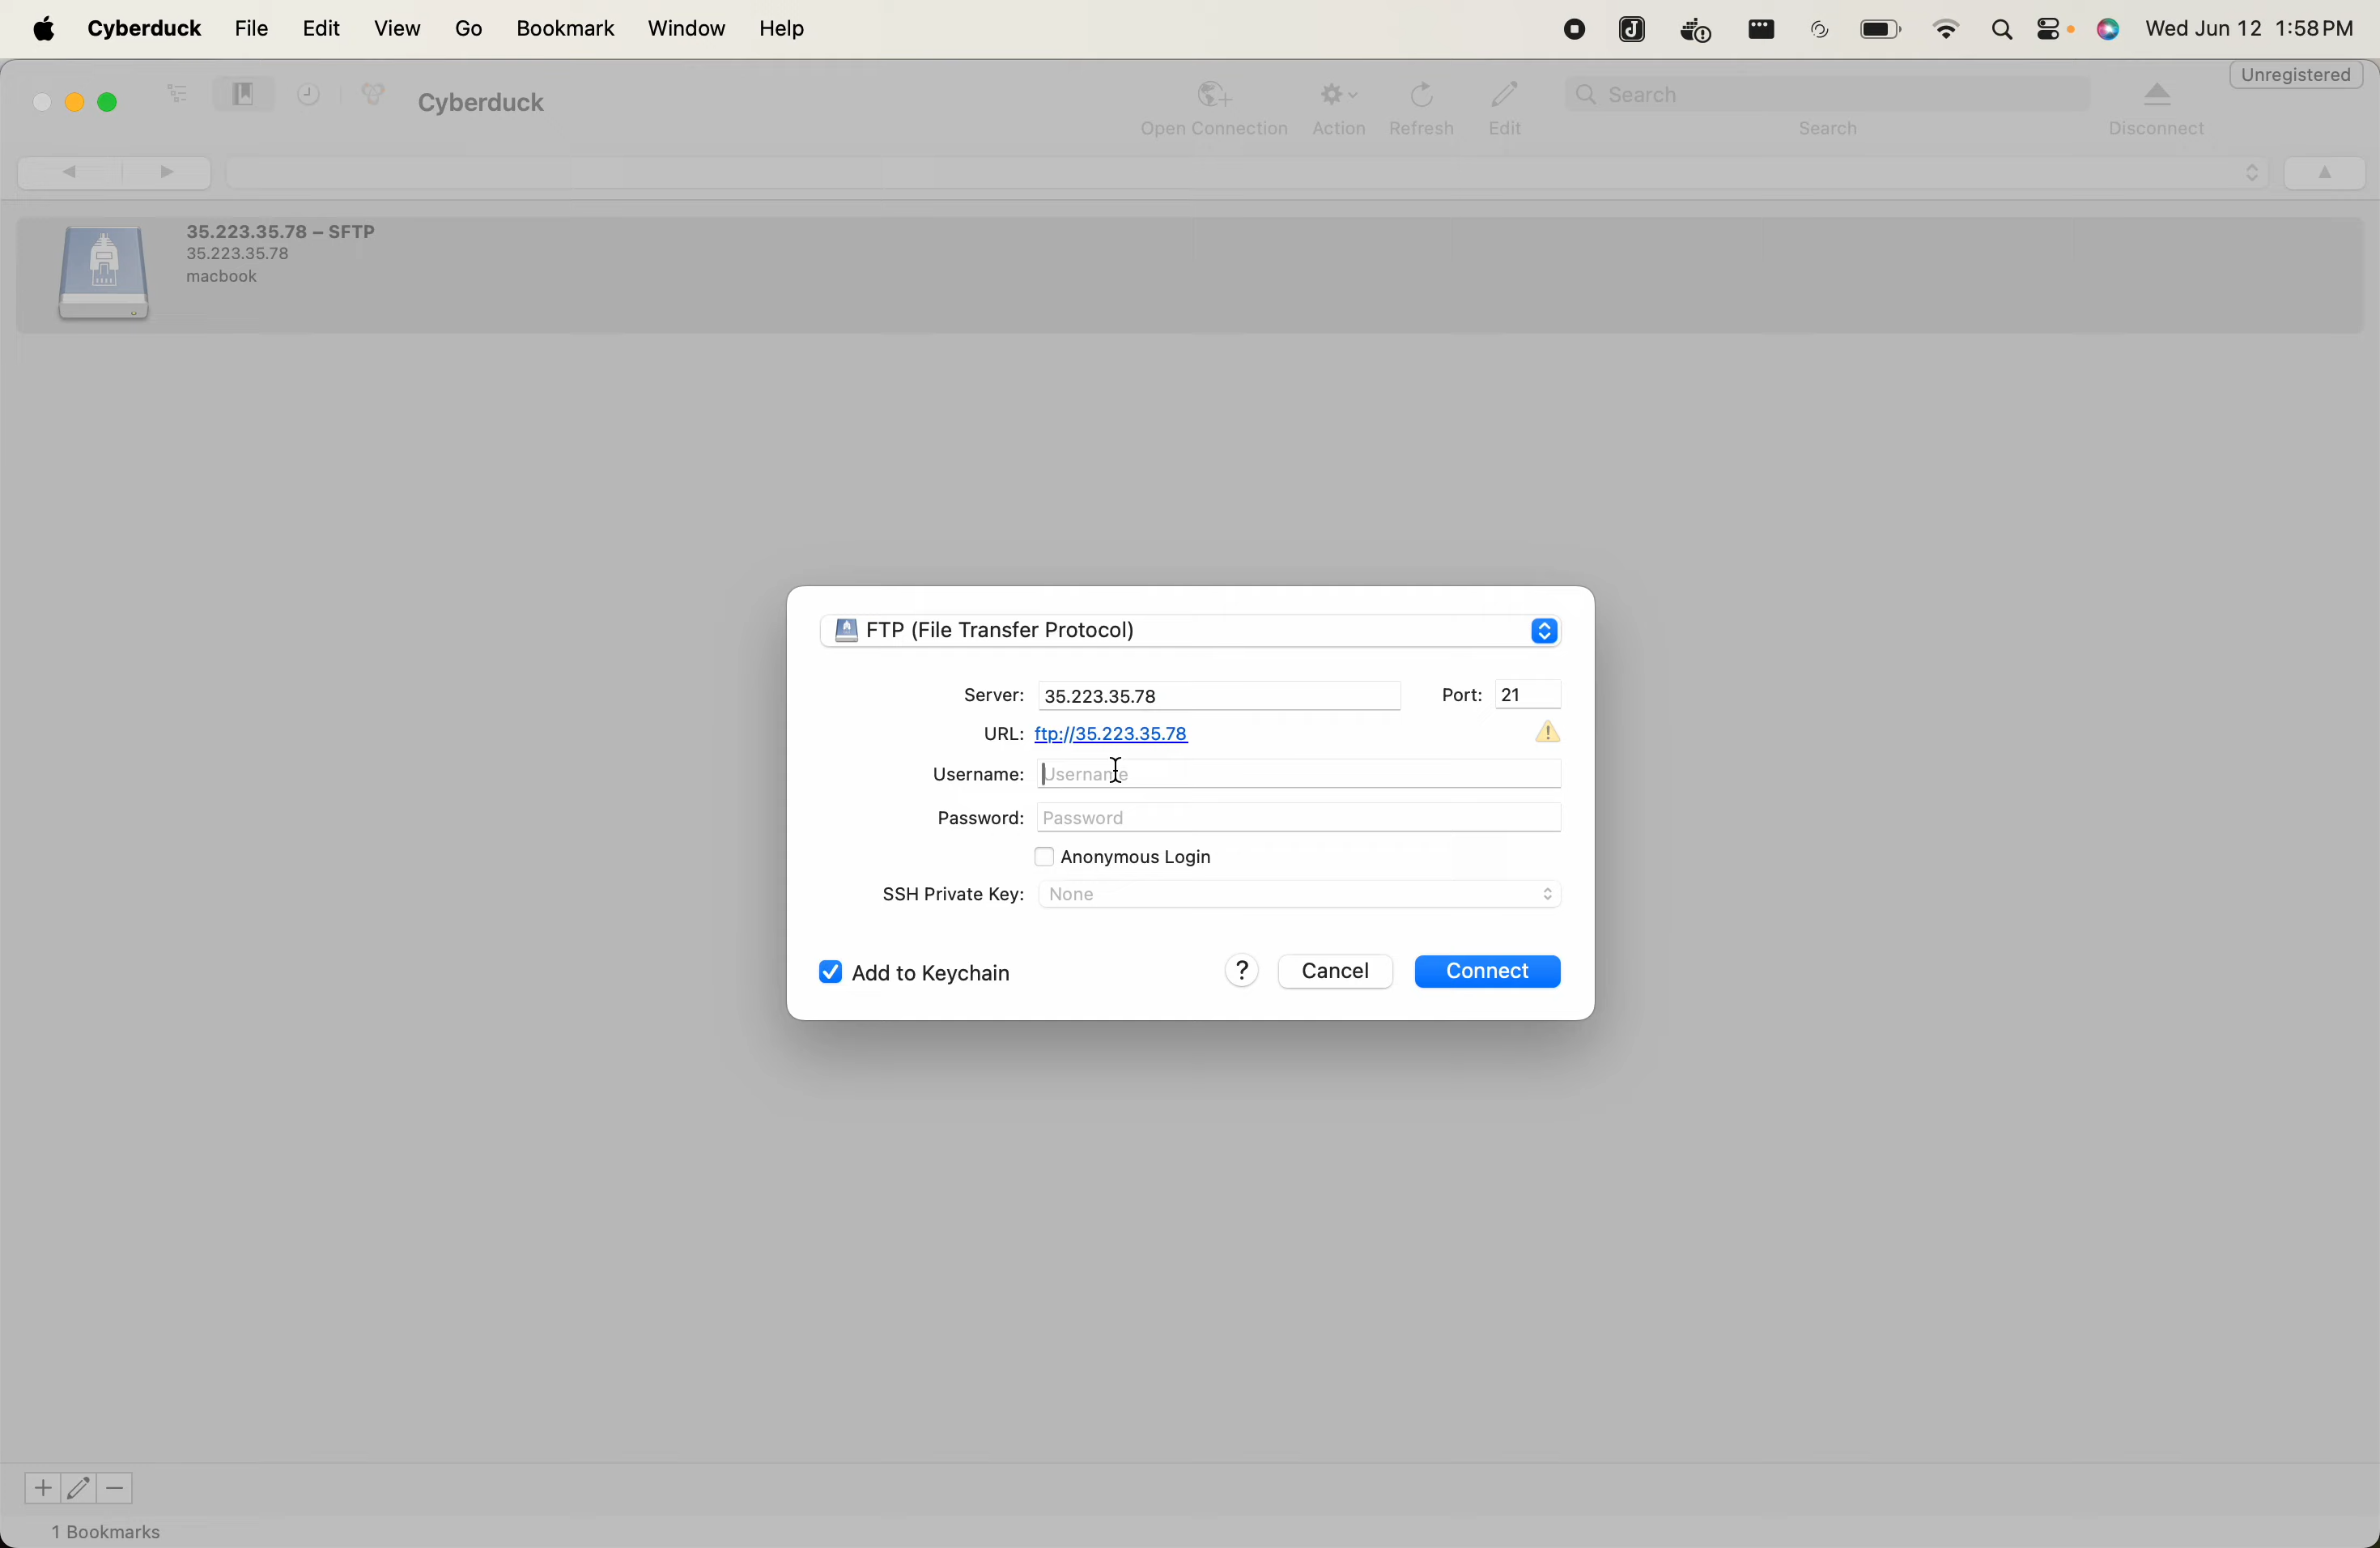 Cyberduck File Edit View Go Bookmark Window Help Wed Jun 12 1:58 PM
Unregistered
Cyberduck
Search
Open Connection Action Refresh Edit Search Disconnect
35.223.35.78 – SFTP
35.223.35.78
macbook
FTP (File Transfer Protocol)
Server: 35.223.35.78 Port: 21
URL: ftp://35.223.35.78
Username: Username
Password: Password
Anonymous Login
SSH Private Key: None
Add to Keychain ? Cancel Connect
1 Bookmarks